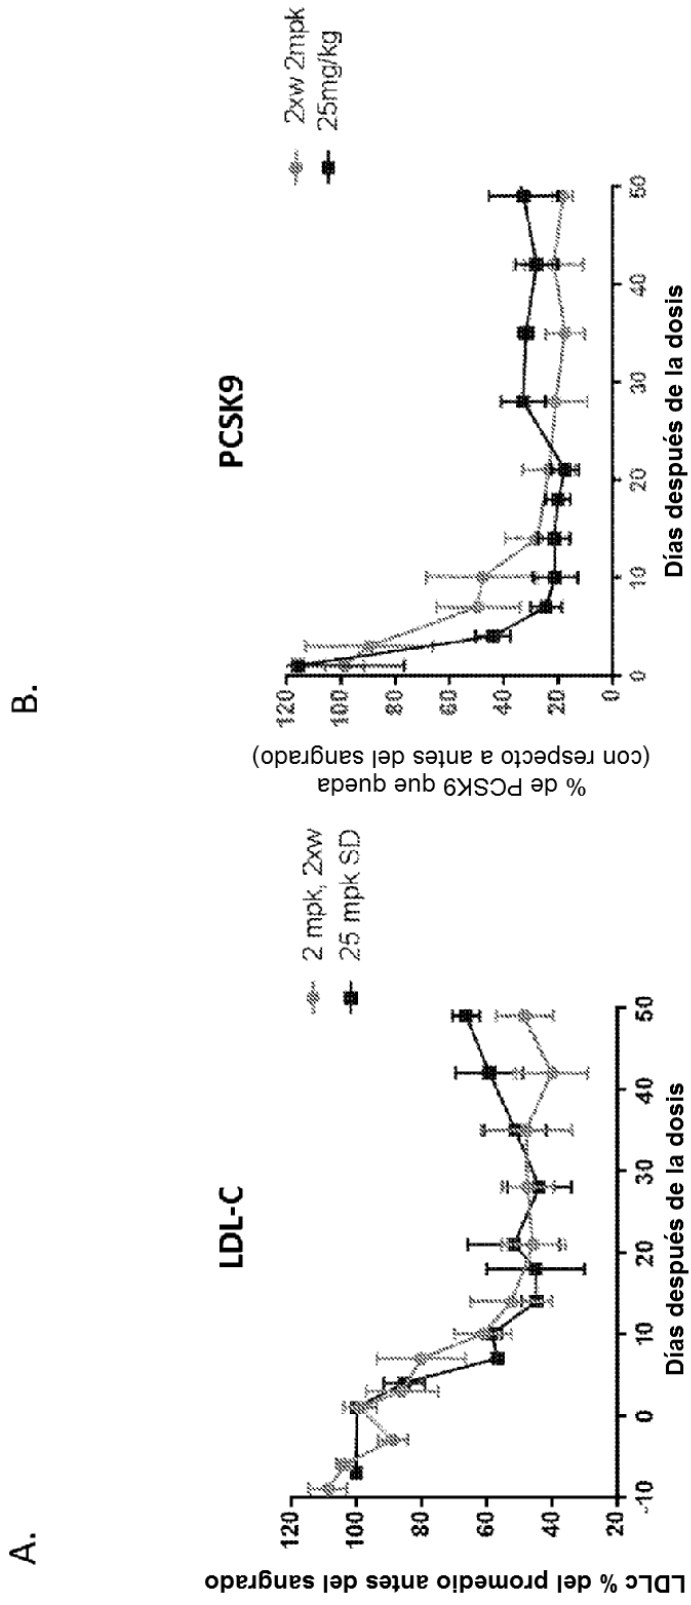 A.
LDL-C
LDLc % del promedio antes del sangrado
120
100
80
60
40
20
-10
0
10
20
30
40
50
Días después de la dosis
2 mpk, 2xw
25 mpk SD
B.
PCSK9
% de PCSK9 que queda
(con respecto a antes del sangrado)
120
100
80
60
40
20
0
0
10
20
30
40
50
Días después de la dosis
2xw 2mpk
25mg/kg